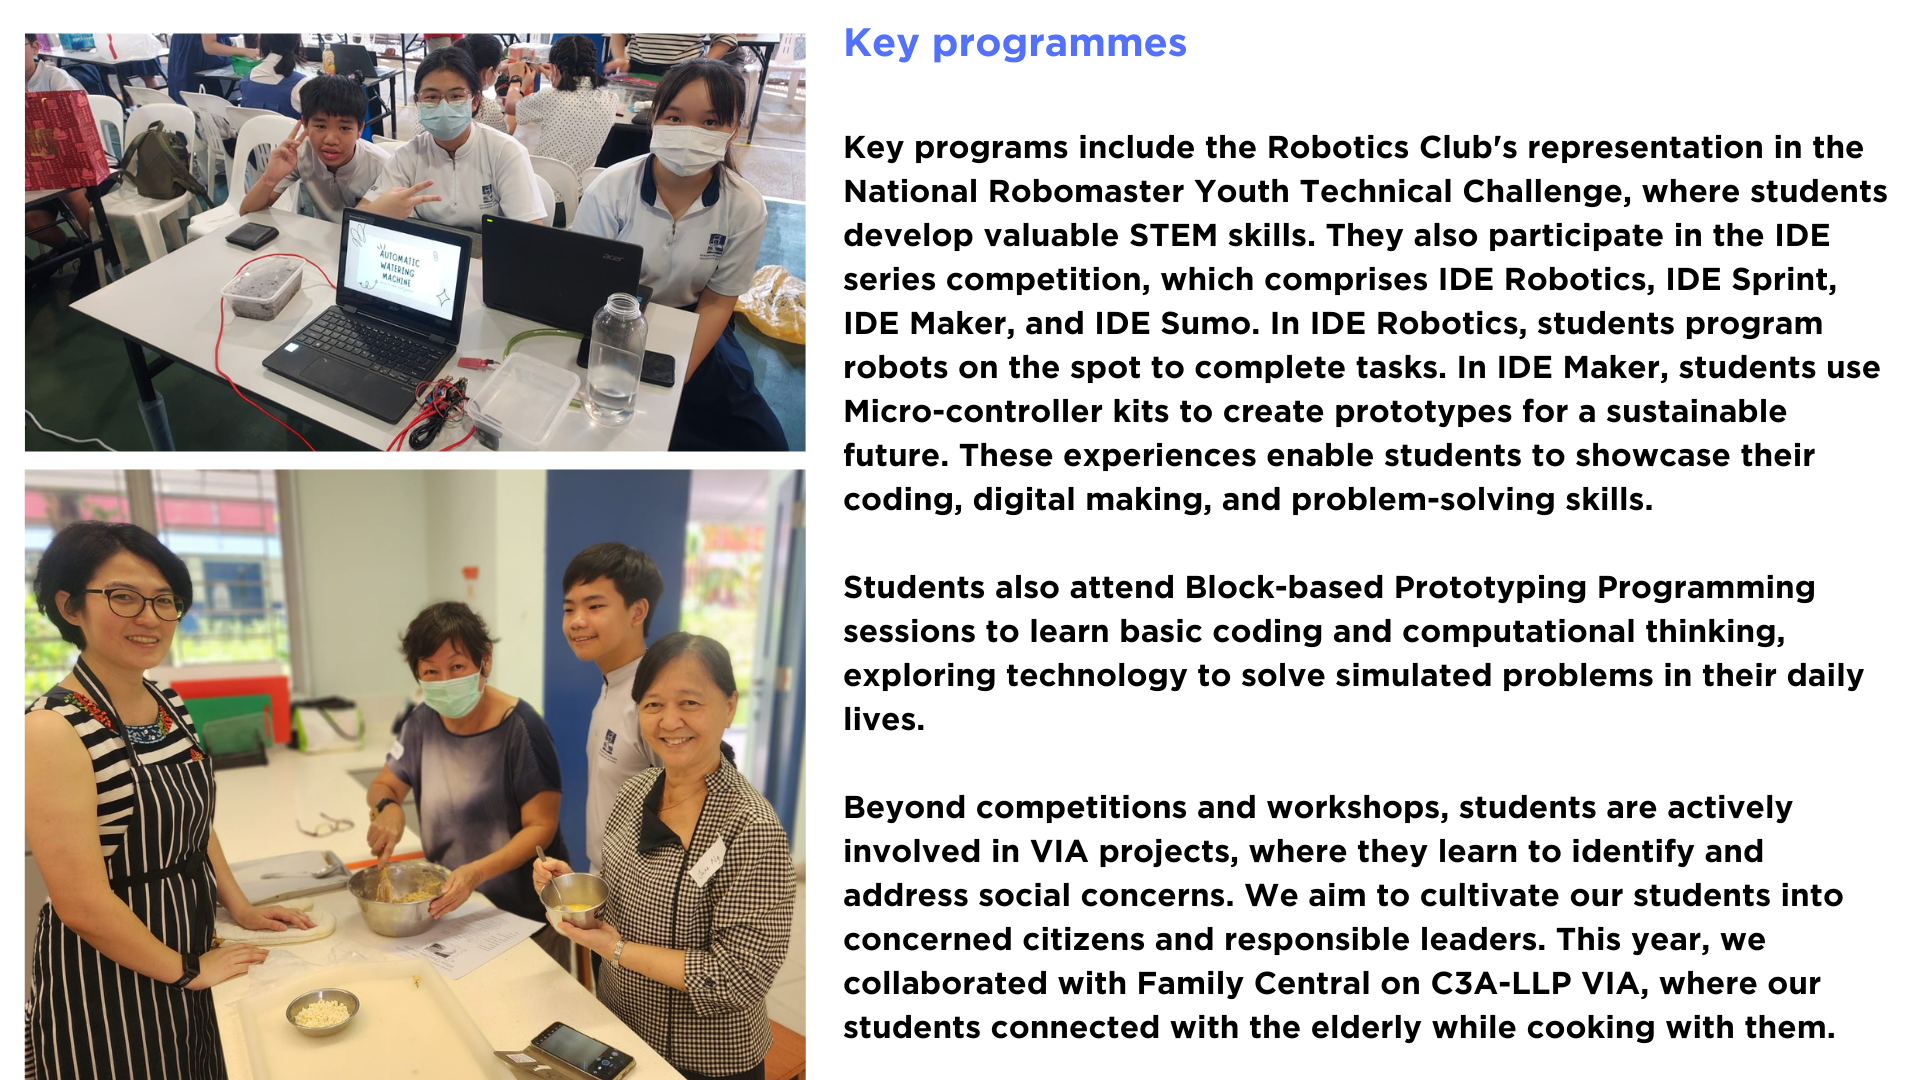 Key programmes
Key programs include the Robotics Club's representation in the
National Robomaster Youth Technical Challenge, where students
develop valuable STEM skills. They also participate in the IDE
series competition, which comprises IDE Robotics, IDE Sprint,
IDE Maker, and IDE Sumo. In IDE Robotics, students program
robots on the spot to complete tasks. In IDE Maker, students use
Micro-controller kits to create prototypes for a sustainable
future. These experiences enable students to showcase their
coding, digital making, and problem-solving skills.
Students also attend Block-based Prototyping Programming
sessions to learn basic coding and computational thinking,
exploring technology to solve simulated problems in their daily
lives.
Beyond competitions and workshops, students are actively
involved in VIA projects, where they learn to identify and
address social concerns. We aim to cultivate our students into
concerned citizens and responsible leaders. This year, we
collaborated with Family Central on C3A-LLP VIA, where our
students connected with the elderly while cooking with them.
AUTOMATIC
WATERING
MACHINE
acer